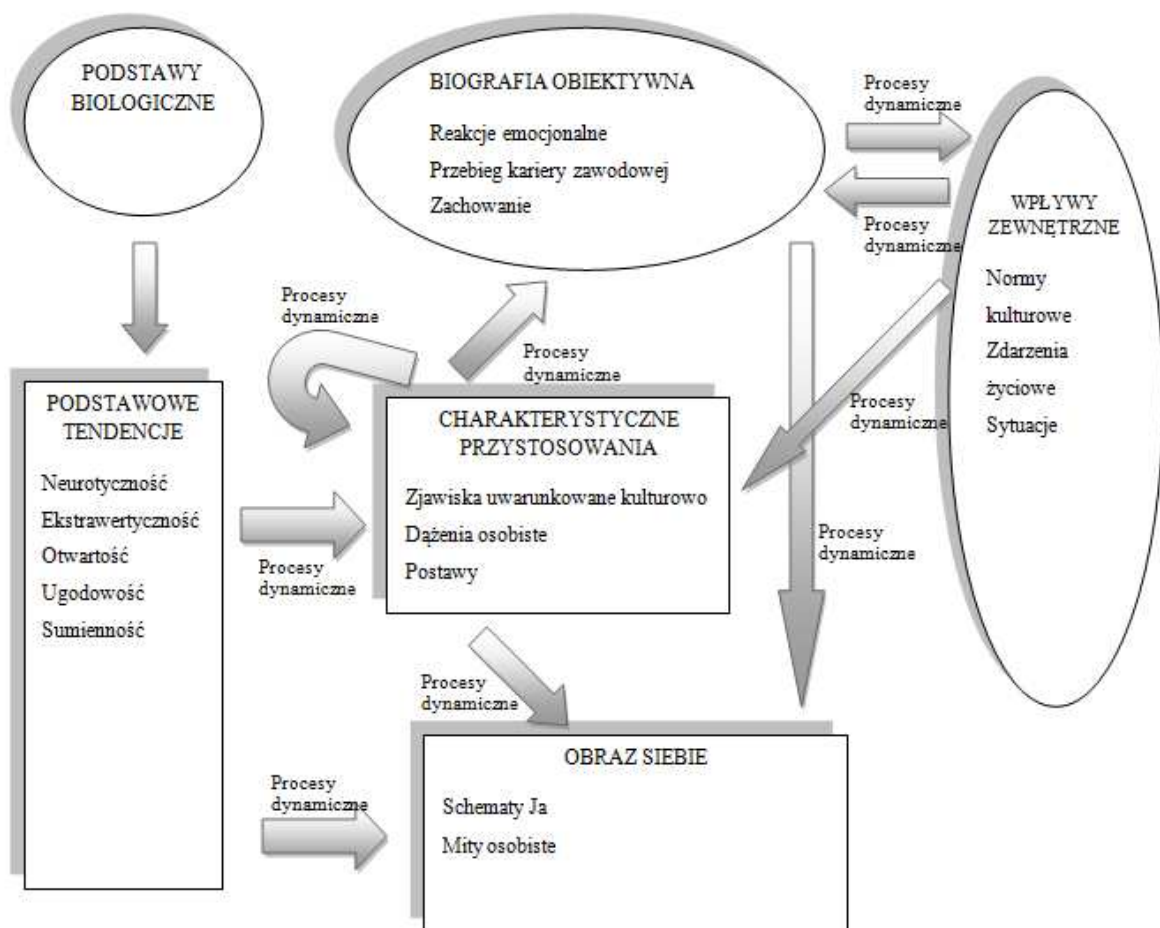 PODSTAWY
BIOLOGICZNE
BIOGRAFIA OBIEKTYWNA
Reakcje emocjonalne
Przebieg kariery zawodowej
Zachowanie
Procesy
dynamiczne
Procesy
dynamiczne
WPŁYWY
ZEWNĘTRZNE
Normy
kulturowe
Zdarzenia
życiowe
Sytuacje
Procesy
dynamiczne
Procesy
dynamiczne
PODSTAWOWE
TENDENCJE
Neurotyczność
Ekstrawertyczność
Otwartość
Ugodowość
Sumienność
CHARAKTERYSTYCZNE
PRZYSTOSOWANIA
Zjawiska uwarunkowane kulturowo
Dążenia osobiste
Postawy
Procesy
dynamiczne
Procesy
dynamiczne
Procesy
dynamiczne
Procesy
dynamiczne
OBRAZ SIEBIE
Schematy Ja
Mity osobiste
Procesy
dynamiczne